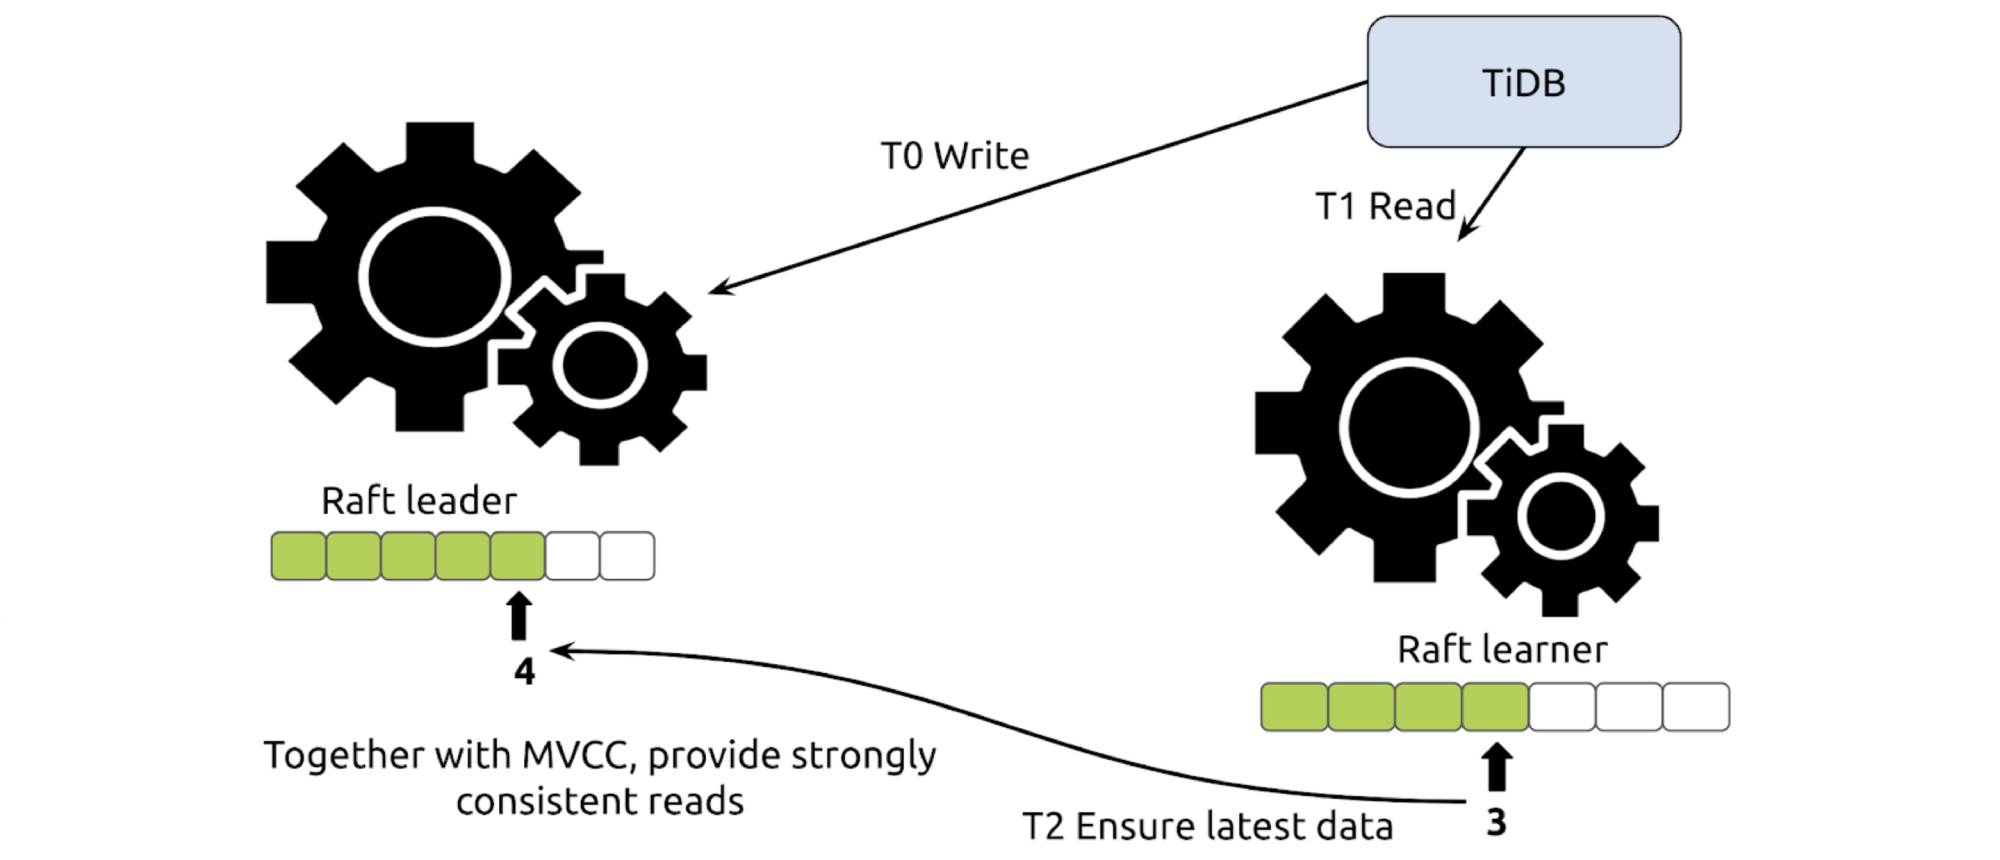 TiDB
T0 Write
T1 Read
Raft leader
4
Raft learner
3
T2 Ensure latest data
Together with MVCC, provide strongly
consistent reads